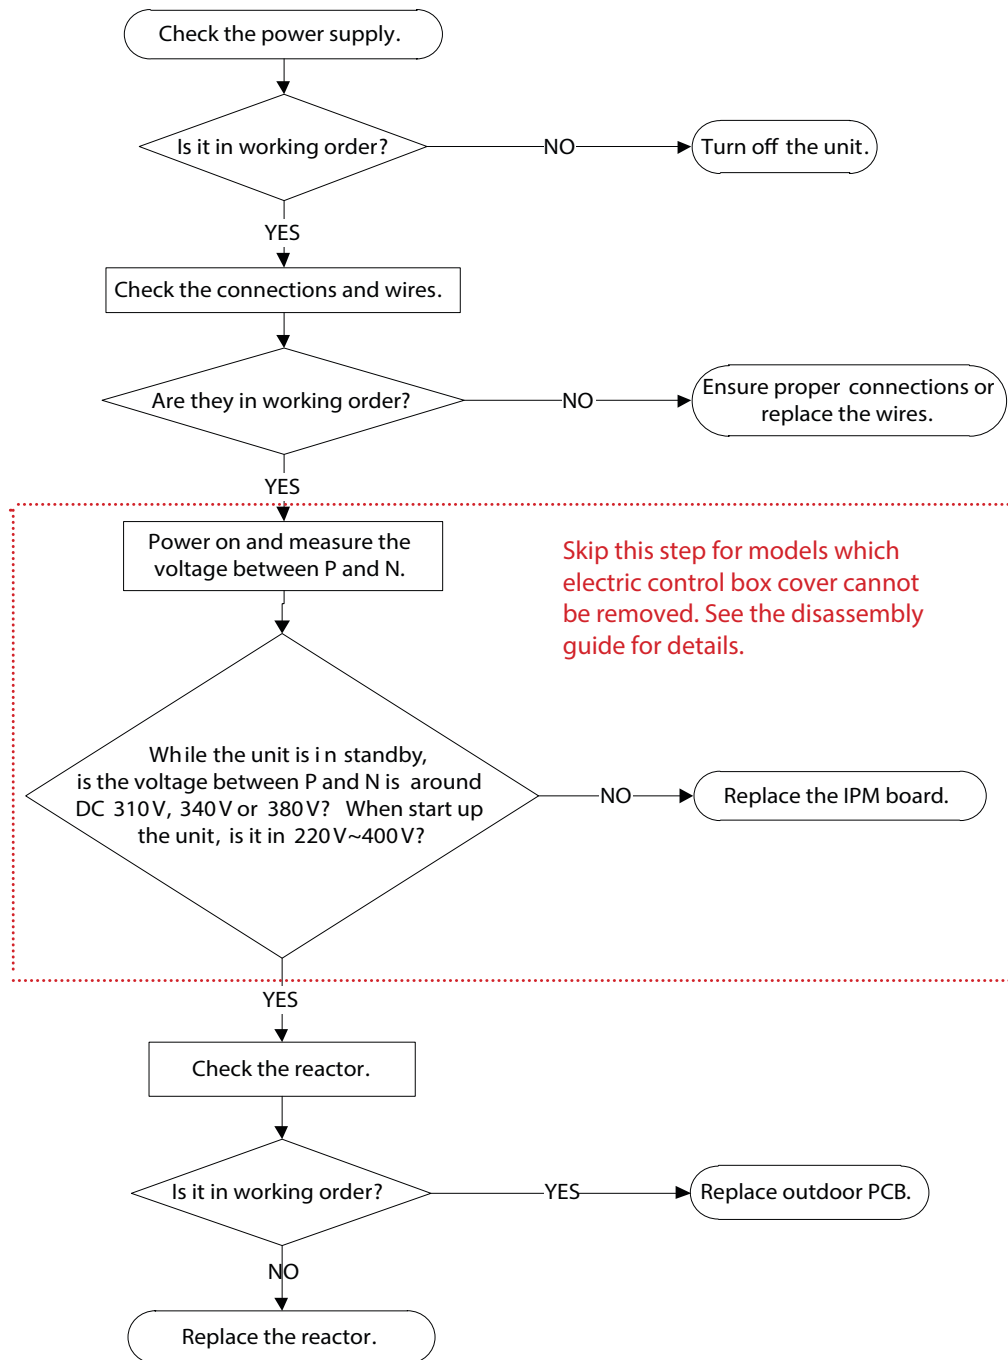 Check the power supply.
Is it in working order?
NO
Turn off the unit.
YES
Check the connections and wires.
Are they in working order?
NO
Ensure proper connections or
replace the wires.
YES
Power on and measure the
voltage between P and N.
Skip this step for models which
electric control box cover cannot
be removed. See the disassembly
guide for details.
While the unit is in standby,
is the voltage between P and N is around
DC 310V, 340V or 380V? When start up
the unit, is it in 220V~400V?
NO
Replace the IPM board.
YES
Check the reactor.
Is it in working order?
YES
Replace outdoor PCB.
NO
Replace the reactor.